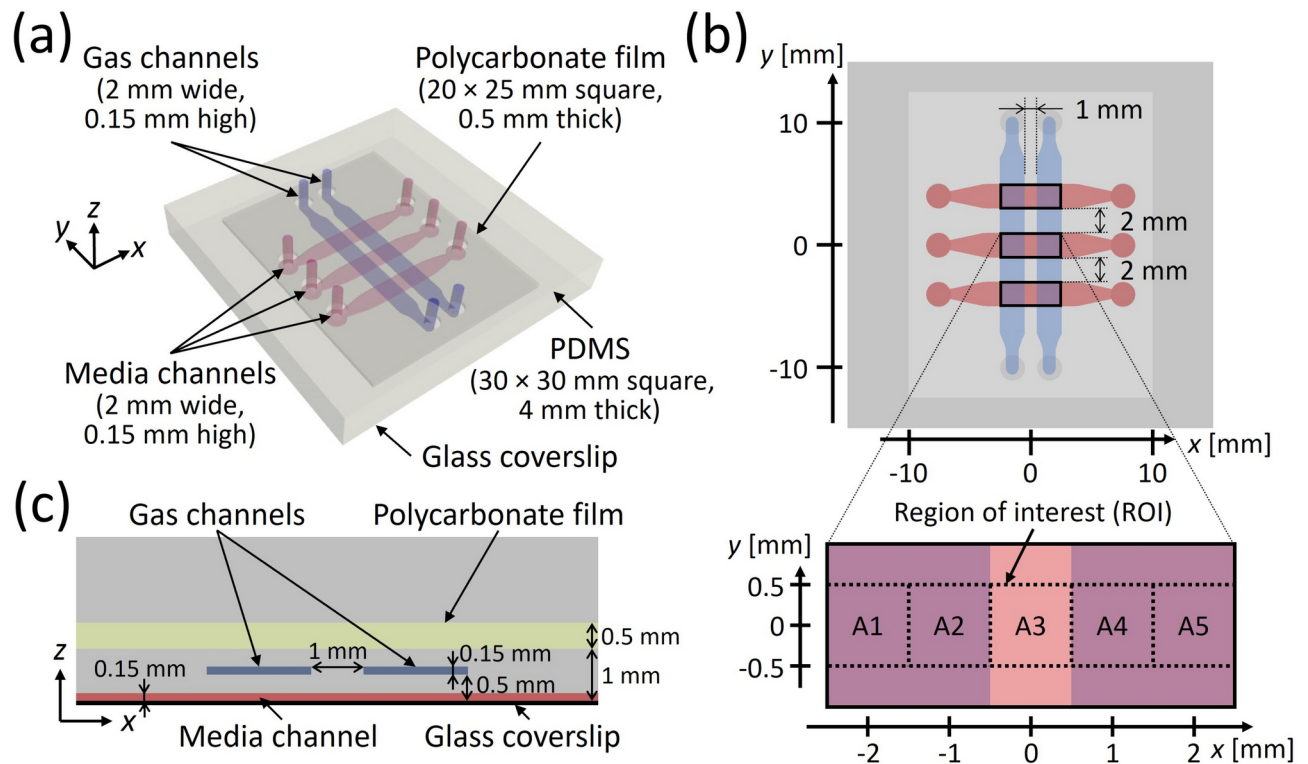 (a)
Gas channels
(2 mm wide,
0.15 mm high)
Polycarbonate film
(20 × 25 mm square,
0.5 mm thick)
z
y
x
Media channels
(2 mm wide,
0.15 mm high)
PDMS
(30 × 30 mm square,
4 mm thick)
Glass coverslip
(b)
y [mm]
1 mm
10
2 mm
0
2 mm
-10
x [mm]
-10 0 10
Region of interest (ROI)
y [mm]
0.5
0
-0.5
A1 A2 A3 A4 A5
-2 -1 0 1 2
x [mm]
(c)
Gas channels
Polycarbonate film
0.5 mm
1 mm
0.15 mm
1 mm
0.5 mm
z
0.15 mm
x
Media channel
Glass coverslip